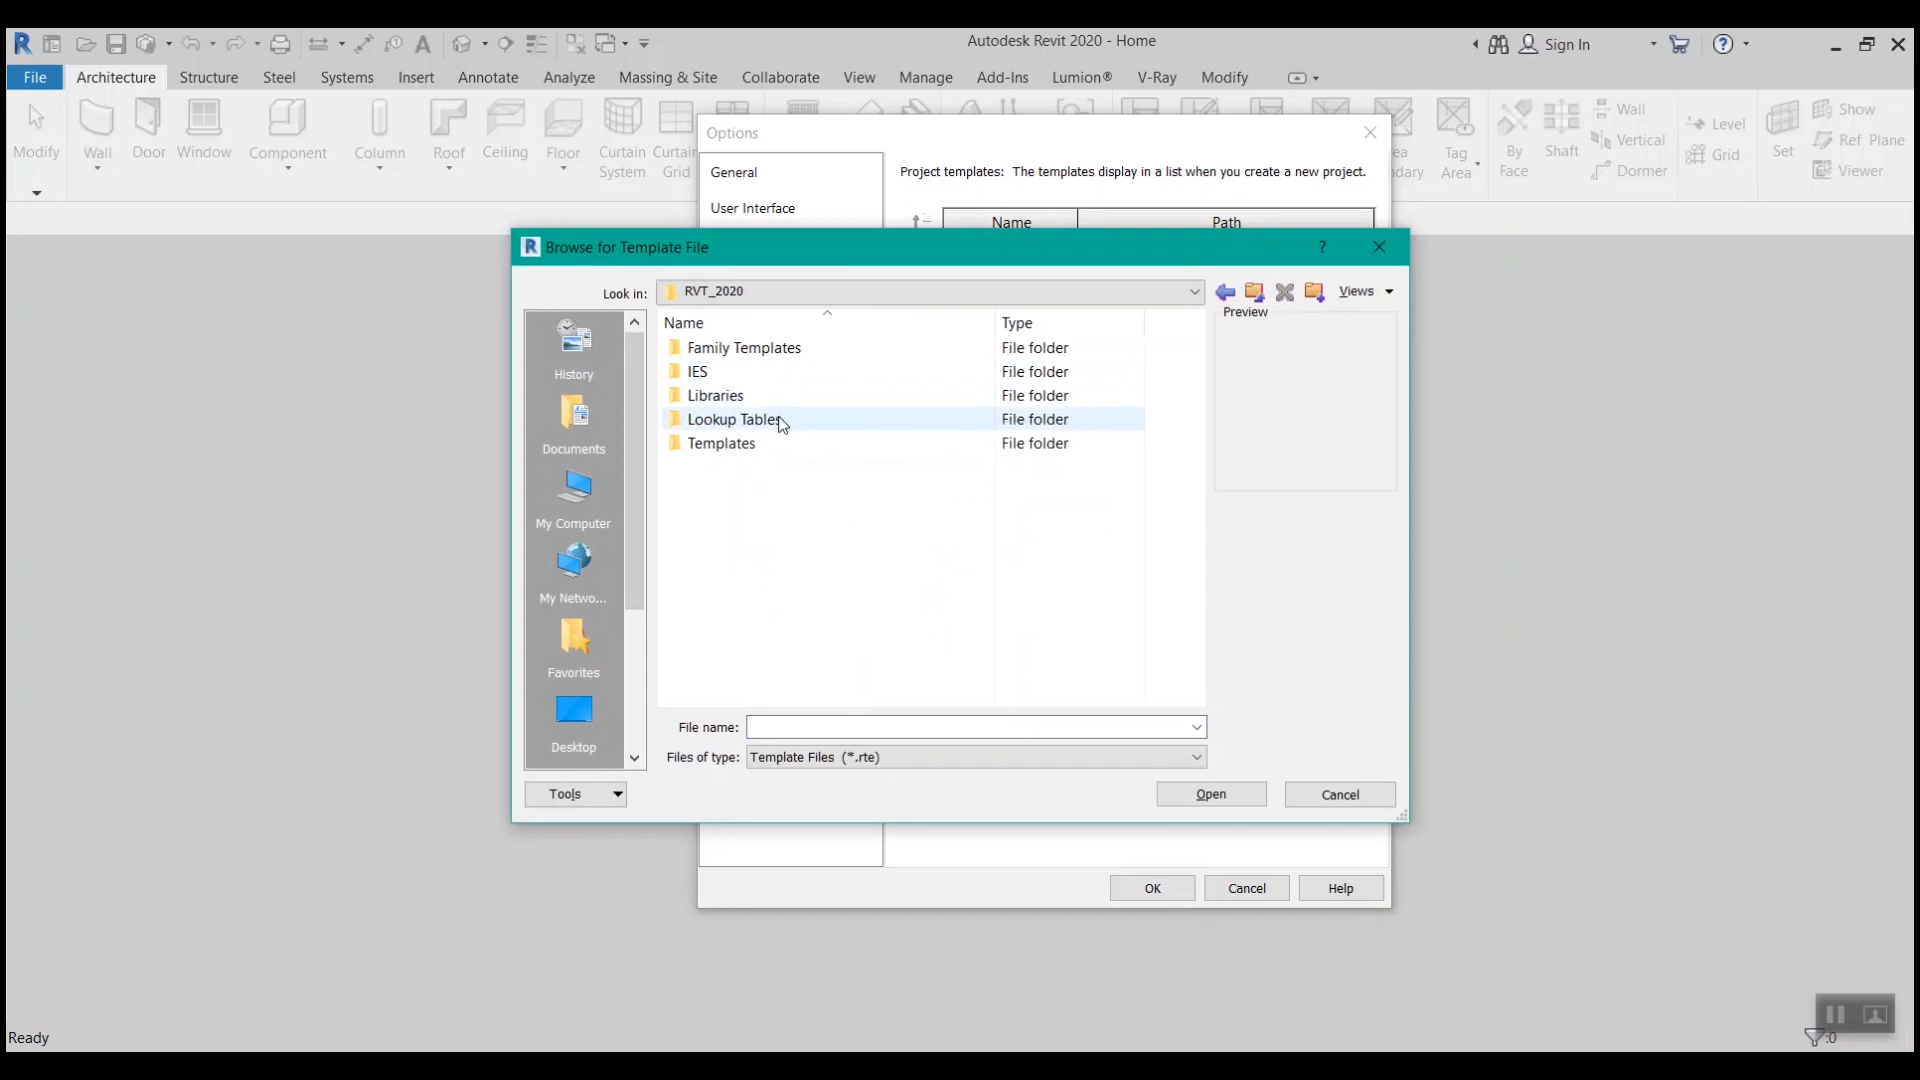 Autodesk Revit 2020 - Home
Sign In
File Architecture Structure Steel Systems Insert Annotate Analyze Massing & Site Collaborate View Manage Add-Ins Lumion® V-Ray Modify
Modify
Wall
Door
Window
Component
Column
Roof
Ceiling
Floor
Curtain
System
Curtain
Grid
ea
dary
Tag
Area
By
Face
Shaft
Wall
Vertical
Dormer
Level
Grid
Set
Show
Ref Plane
Viewer
Options
General
User Interface
Project templates: The templates display in a list when you create a new project.
Name Path
Browse for Template File
?
Look in: RVT_2020
Views
Preview
Name Type
Family Templates File folder
IES File folder
Libraries File folder
Lookup Tables File folder
Templates File folder
History
Documents
My Computer
My Netwo...
Favorites
Desktop
File name:
Files of type: Template Files (*.rte)
Tools
Open
Cancel
OK
Cancel
Help
Ready
:0